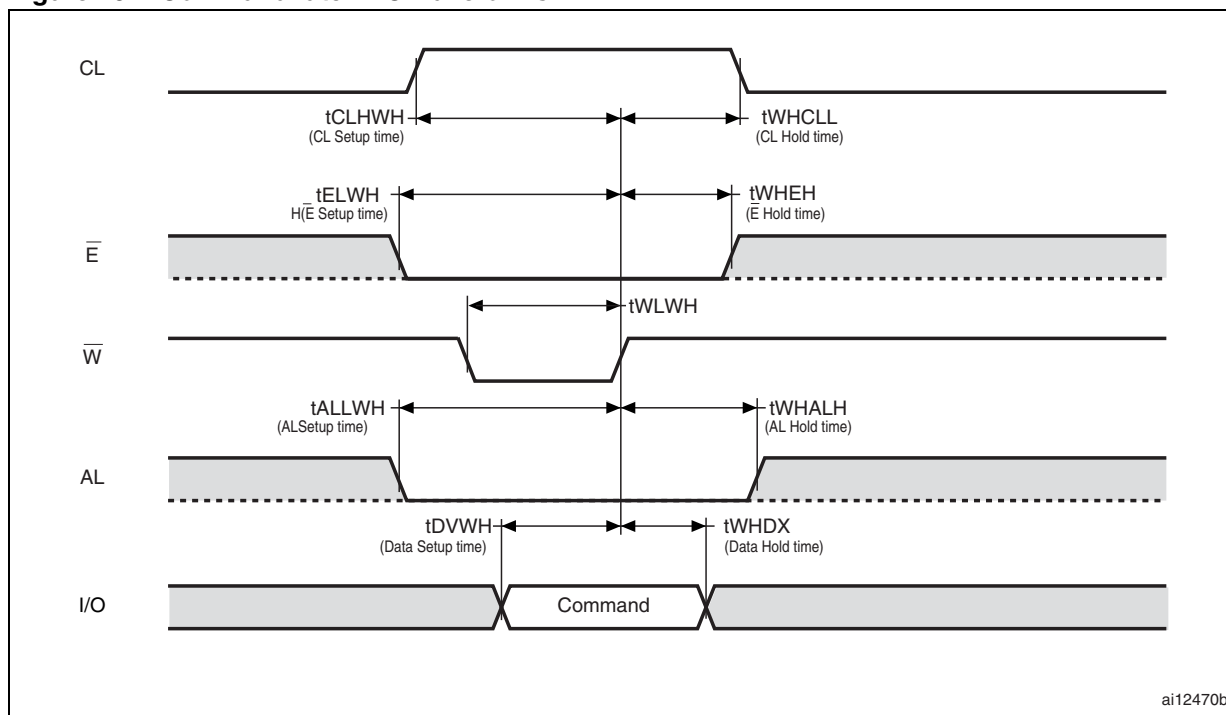 CL
tCLHWH
(CL Setup time)
tWHCLL
(CL Hold time)
tELWH
H(E̅ Setup time)
tWHEH
(E̅ Hold time)
E̅
tWLWH
W̅
tALLWH
(ALSetup time)
tWHALH
(AL Hold time)
AL
tDVWH
(Data Setup time)
tWHDX
(Data Hold time)
I/O
Command
ai12470b